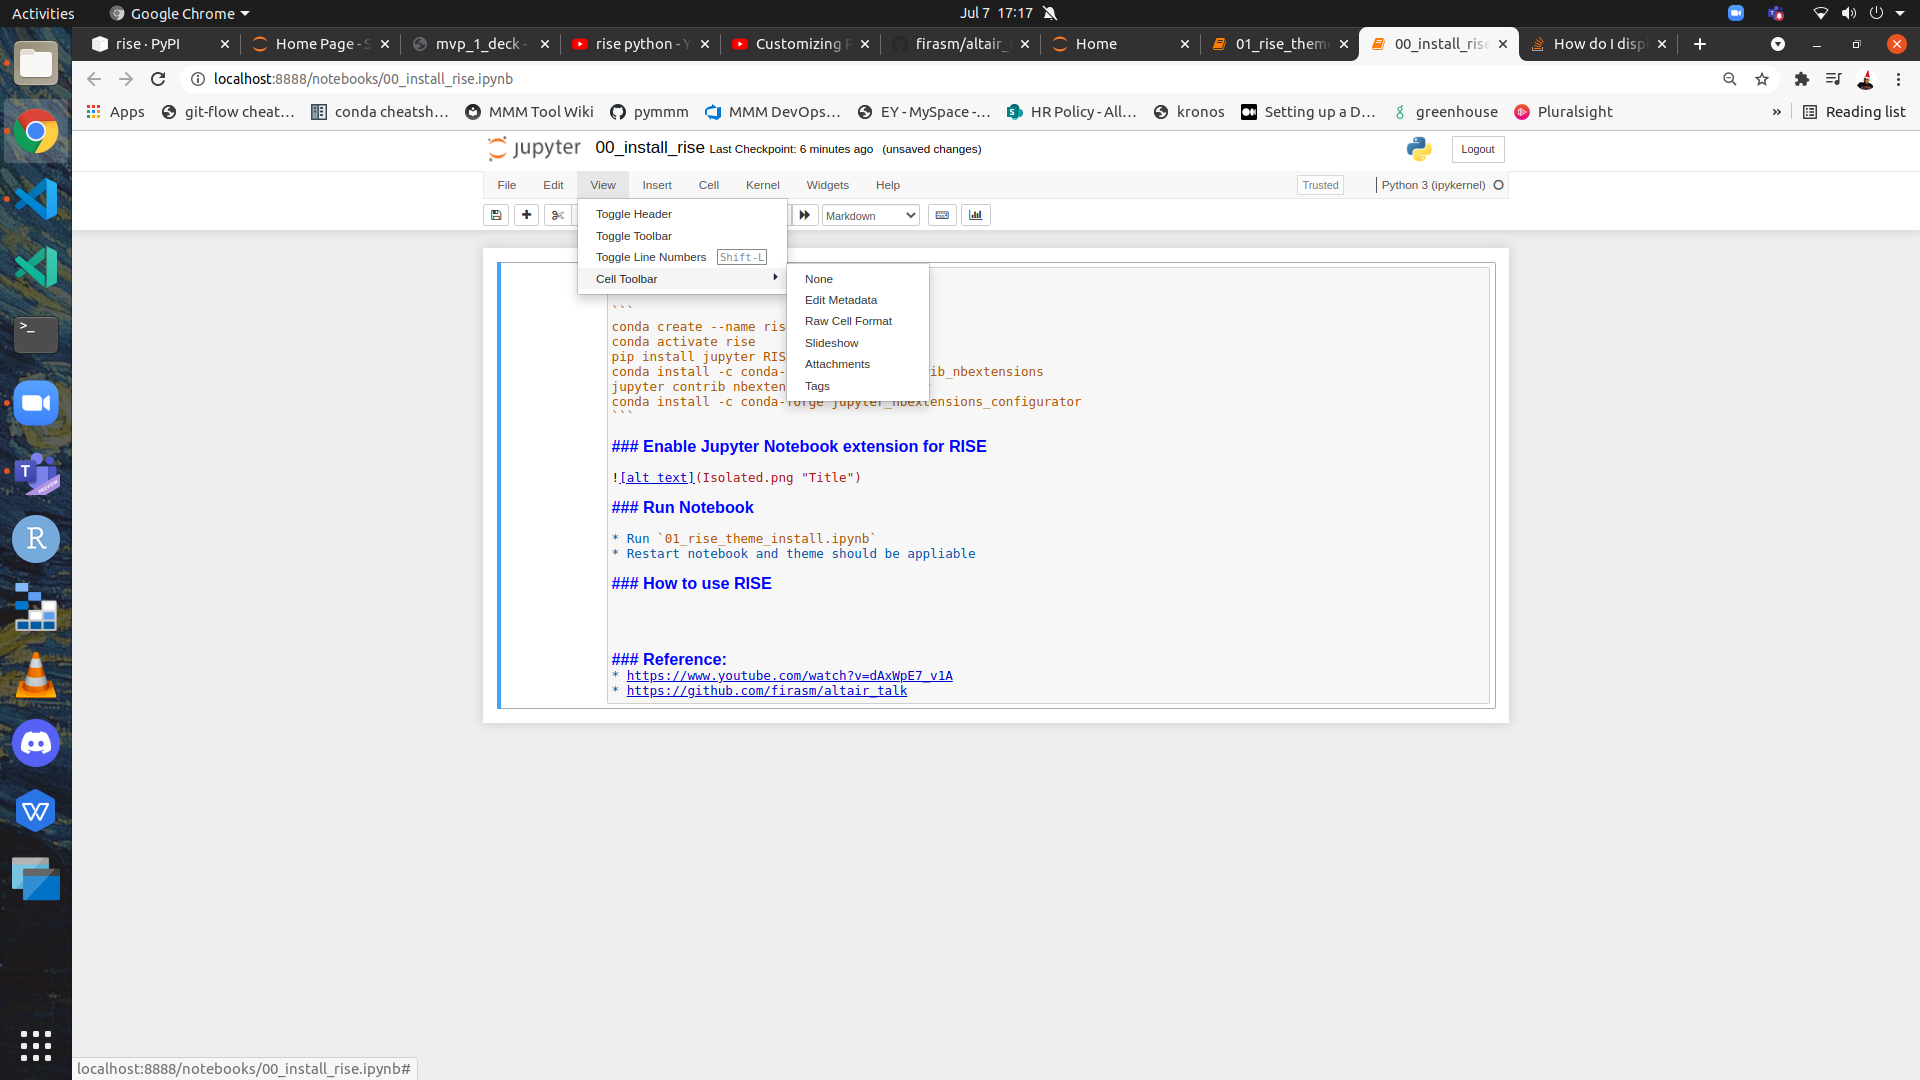 Activities
Google Chrome
Jul 7 17:17
rise · PyPI
Home Page - S
mvp_1_deck -
rise python - Y
Customizing R
firasm/altair_
Home
01_rise_them
00_install_rise
How do I disp
localhost:8888/notebooks/00_install_rise.ipynb
Apps
git-flow cheat...
conda cheatsh...
MMM Tool Wiki
pymmm
MMM DevOps...
EY - MySpace -...
HR Policy - All...
kronos
Setting up a D...
greenhouse
Pluralsight
»
Reading list
jupyter
00_install_rise Last Checkpoint: 6 minutes ago (unsaved changes)
Logout
File
Edit
View
Insert
Cell
Kernel
Widgets
Help
Trusted
Python 3 (ipykernel)
Markdown
Toggle Header
Toggle Toolbar
Toggle Line Numbers Shift-L
Cell Toolbar
None
Edit Metadata
Raw Cell Format
Slideshow
Attachments
Tags
```
conda create --name ris
conda activate rise
pip install jupyter RIS
conda install -c conda- ib_nbextensions
jupyter contrib nbexten
conda install -c conda-forge jupyter_nbextensions_configurator
```
### Enable Jupyter Notebook extension for RISE
![alt text](Isolated.png "Title")
### Run Notebook
* Run `01_rise_theme_install.ipynb`
* Restart notebook and theme should be appliable
### How to use RISE
### Reference:
* https://www.youtube.com/watch?v=dAxWpE7_v1A
* https://github.com/firasm/altair_talk
localhost:8888/notebooks/00_install_rise.ipynb#